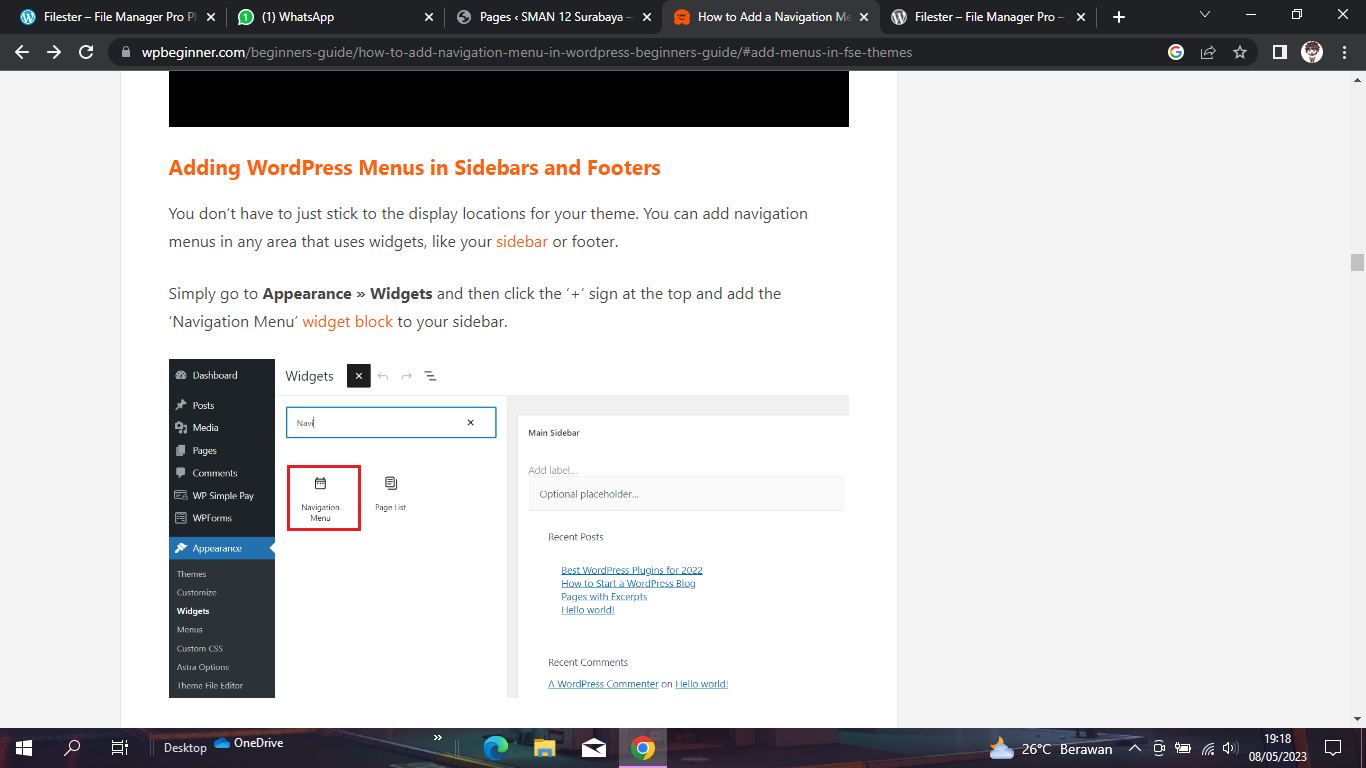 Filester – File Manager Pro Pl
(1) WhatsApp
Pages ‹ SMAN 12 Surabaya —
How to Add a Navigation Me
Filester – File Manager Pro –
wpbeginner.com/beginners-guide/how-to-add-navigation-menu-in-wordpress-beginners-guide/#add-menus-in-fse-themes
Adding WordPress Menus in Sidebars and Footers
You don't have to just stick to the display locations for your theme. You can add navigation
menus in any area that uses widgets, like your sidebar or footer.
Simply go to Appearance » Widgets and then click the '+' sign at the top and add the
'Navigation Menu' widget block to your sidebar.
Dashboard
Posts
Media
Pages
Comments
WP Simple Pay
WPForms
Appearance
Themes
Customize
Widgets
Menus
Custom CSS
Astra Options
Theme File Editor
Widgets
Navi
Navigation
Menu
Page List
Main Sidebar
Add label...
Optional placeholder...
Recent Posts
Best WordPress Plugins for 2022
How to Start a WordPress Blog
Pages with Excerpts
Hello world!
Recent Comments
A WordPress Commenter on Hello world!
Desktop
OneDrive
26°C Berawan
19:18
08/05/2023